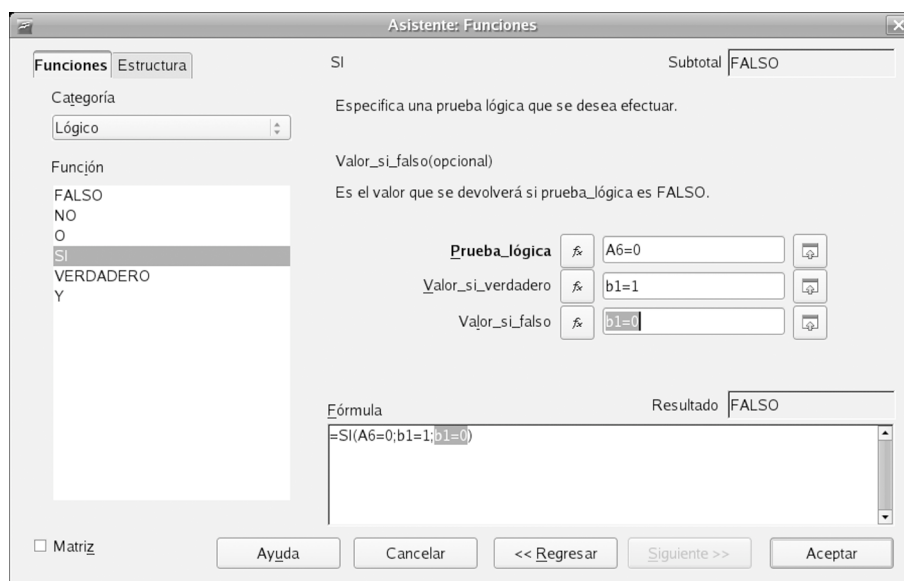 Asistente: Funciones
Funciones Estructura
SI
Subtotal FALSO
Categoría
Lógico
Función
FALSO
NO
O
SI
VERDADERO
Y
Especifica una prueba lógica que se desea efectuar.
Valor_si_falso(opcional)
Es el valor que se devolverá si prueba_lógica es FALSO.
Prueba_lógica fx A6=0
Valor_si_verdadero fx b1=1
Valor_si_falso fx b1=0
Fórmula
Resultado FALSO
=SI(A6=0;b1=1;b1=0)
Matriz
Ayuda
Cancelar
<< Regresar
Siguiente >>
Aceptar